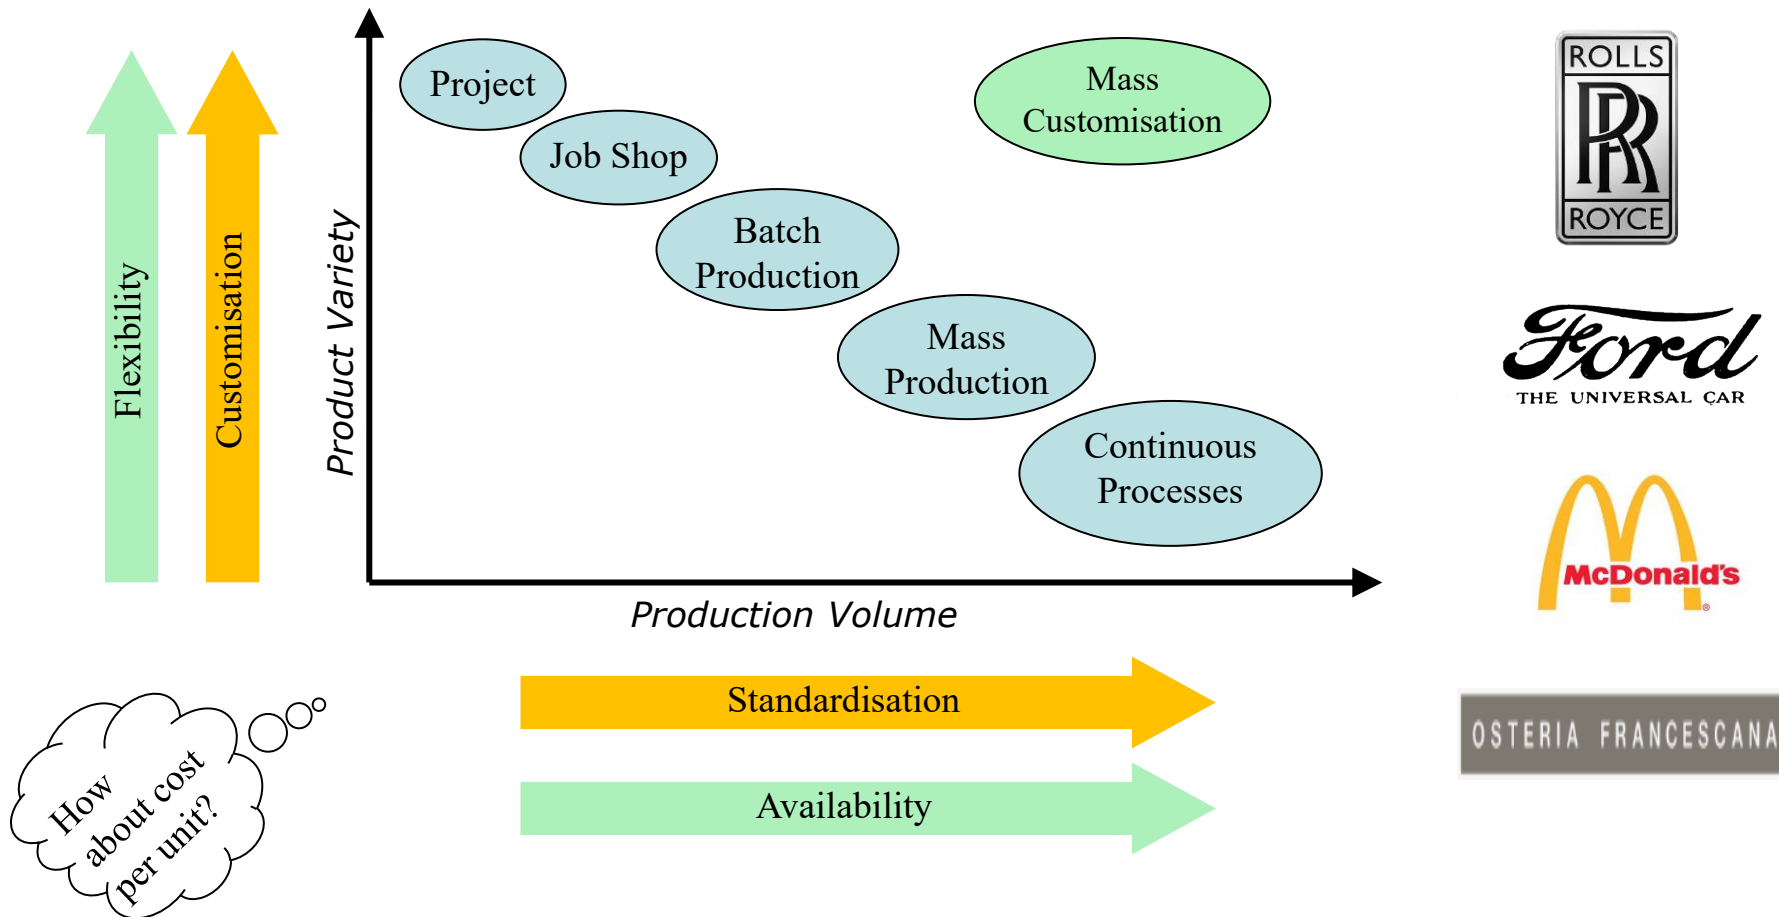 Project
Job Shop
Batch
Production
Mass
Production
Continuous
Processes
Mass
Customisation
Flexibility
Customisation
Product Variety
Production Volume
Standardisation
Availability
How
about cost
per unit?
ROLLS
RR
ROYCE
Ford
THE UNIVERSAL CAR
M
McDonald's
®
OSTERIA FRANCESCANA